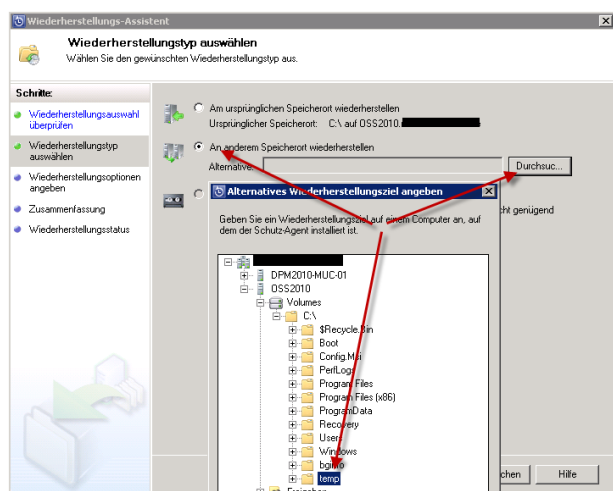 Wiederherstellungs-Assistent
Wiederherstellungstyp auswählen
Wählen Sie den gewünschten Wiederherstellungstyp aus.
Schritte:
Wiederherstellungsauswahl
überprüfen
Wiederherstellungstyp
auswählen
Wiederherstellungsoptionen
angeben
Zusammenfassung
Wiederherstellungsstatus
Am ursprünglichen Speicherort wiederherstellen
Ursprünglicher Speicherort: C:\ auf OSS2010.
An anderem Speicherort wiederherstellen
Alternative:
Durchsuc...
Alternatives Wiederherstellungsziel angeben
cht genügend
Geben Sie ein Wiederherstellungsziel auf einem Computer an, auf
dem der Schutz-Agent installiert ist.
DPM2010-MUC-01
OSS2010
Volumes
C:\
$Recycle.Bin
Boot
Config.Msi
PerfLogs
Program Files
Program Files (x86)
ProgramData
Recovery
Users
Windows
bginfo
temp
Freigaben
chen
Hilfe